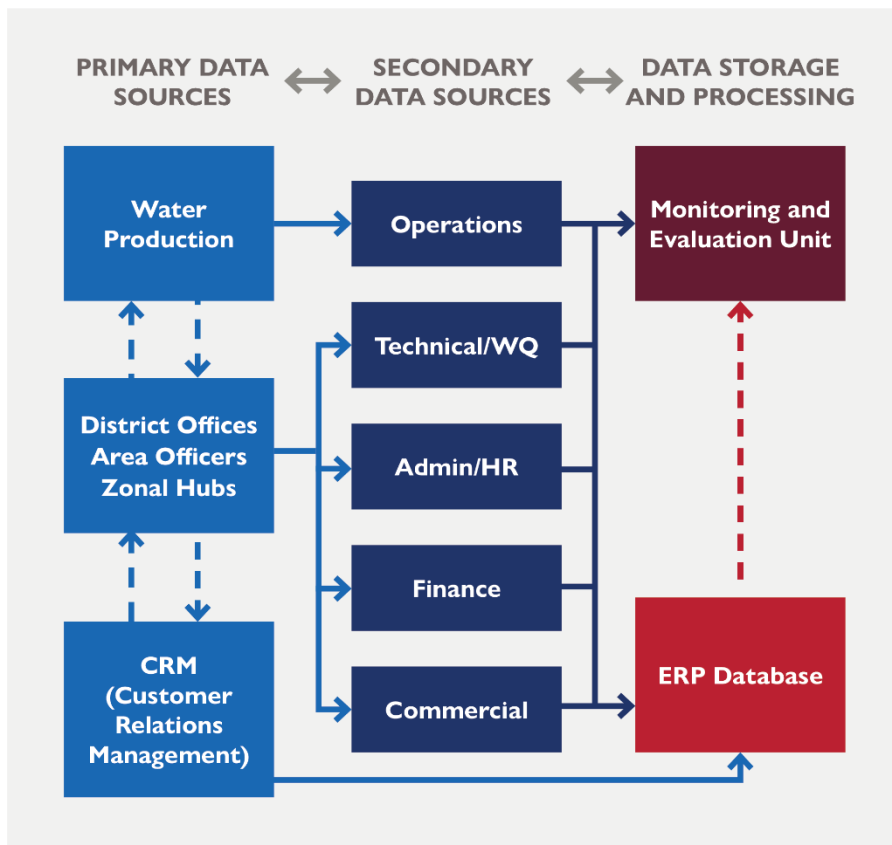 PRIMARY DATA
SOURCES
SECONDARY
DATA SOURCES
DATA STORAGE
AND PROCESSING
Water
Production
Operations
Monitoring and
Evaluation Unit
Technical/WQ
District Offices
Area Officers
Zonal Hubs
Admin/HR
Finance
CRM
(Customer
Relations
Management)
Commercial
ERP Database